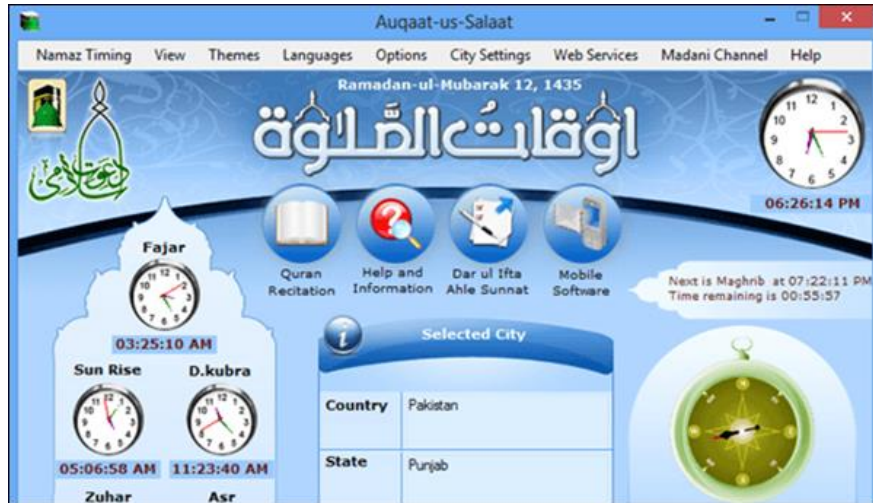 Auqaat-us-Salaat
Namaz Timing View Themes Languages Options City Settings Web Services Madani Channel Help
Ramadan-ul-Mubarak 12, 1435
اوقات الصلوٰة
دعوتِ اسلامی
06:26:14 PM
Quran Recitation
Help and Information
Dar ul Ifta Ahle Sunnat
Mobile Software
Next is Maghrib at 07:22:11 PM
Time remaining is 00:55:57
Fajar
03:25:10 AM
Sun Rise D.kubra
05:06:58 AM 11:23:40 AM
Zuhar Asr
Selected City
Country Pakistan
State Punjab